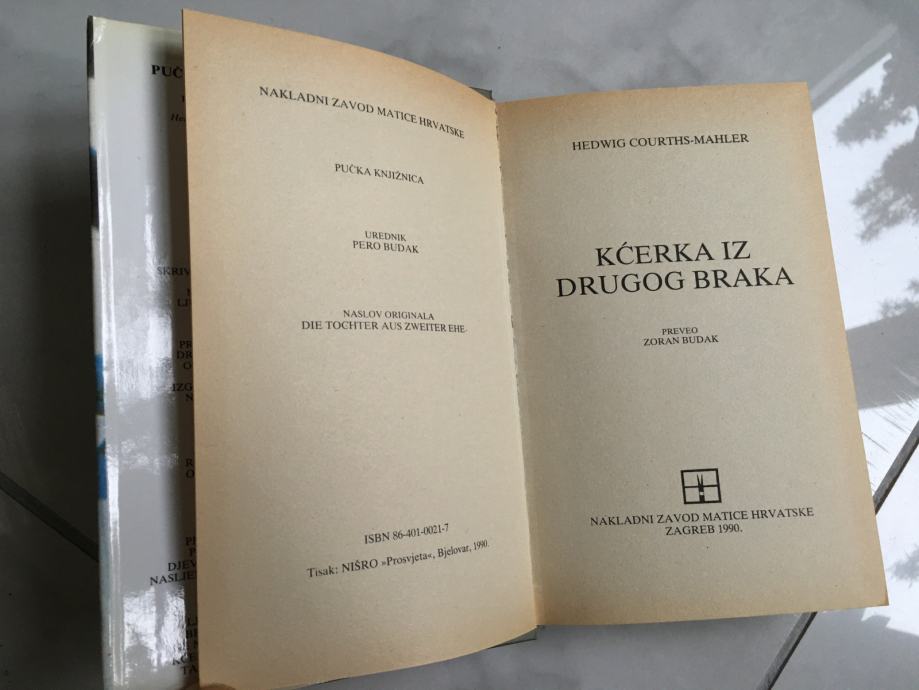 NAKLADNI ZAVOD MATICE HRVATSKE
PUČKA KNJIŽNICA
UREDNIK
PERO BUDAK
NASLOV ORIGINALA
DIE TOCHTER AUS ZWEITER EHE
ISBN 86-401-0021-7
Tisak: NIŠRO »Prosvjeta«, Bjelovar, 1990.
HEDWIG COURTHS-MAHLER
KĆERKA IZ
DRUGOG BRAKA
PREVEO
ZORAN BUDAK
NAKLADNI ZAVOD MATICE HRVATSKE
ZAGREB 1990.